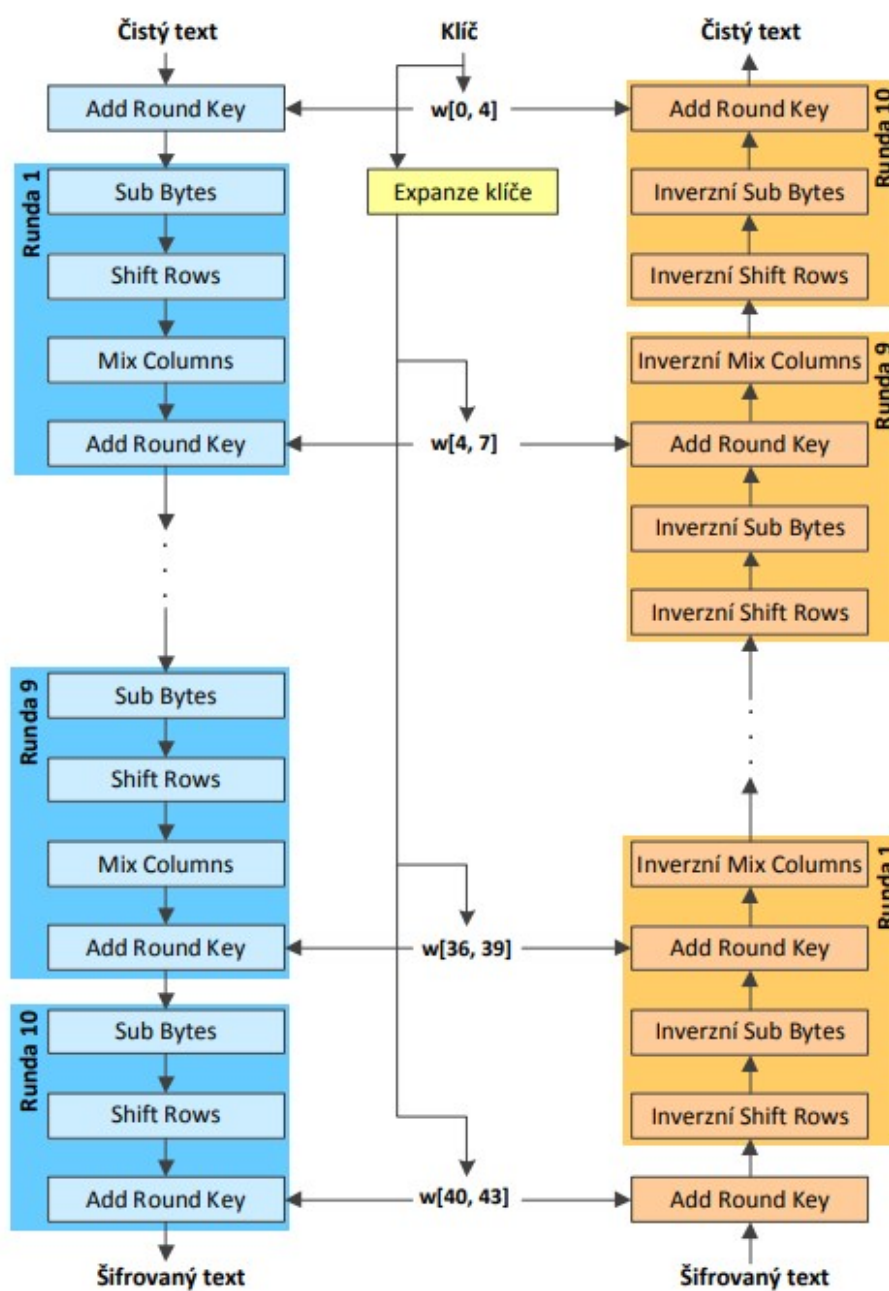 Čistý text
Klíč
Čistý text
Add Round Key
w[0, 4]
Add Round Key
Runda 10
Runda 1
Sub Bytes
Expanze klíče
Inverzní Sub Bytes
Shift Rows
Inverzní Shift Rows
Mix Columns
Inverzní Mix Columns
Runda 9
Add Round Key
w[4, 7]
Add Round Key
Inverzní Sub Bytes
Inverzní Shift Rows
Runda 9
Sub Bytes
Shift Rows
Mix Columns
Inverzní Mix Columns
Runda 1
Add Round Key
w[36, 39]
Add Round Key
Runda 10
Sub Bytes
Inverzní Sub Bytes
Shift Rows
Inverzní Shift Rows
Add Round Key
w[40, 43]
Add Round Key
Šifrovaný text
Šifrovaný text